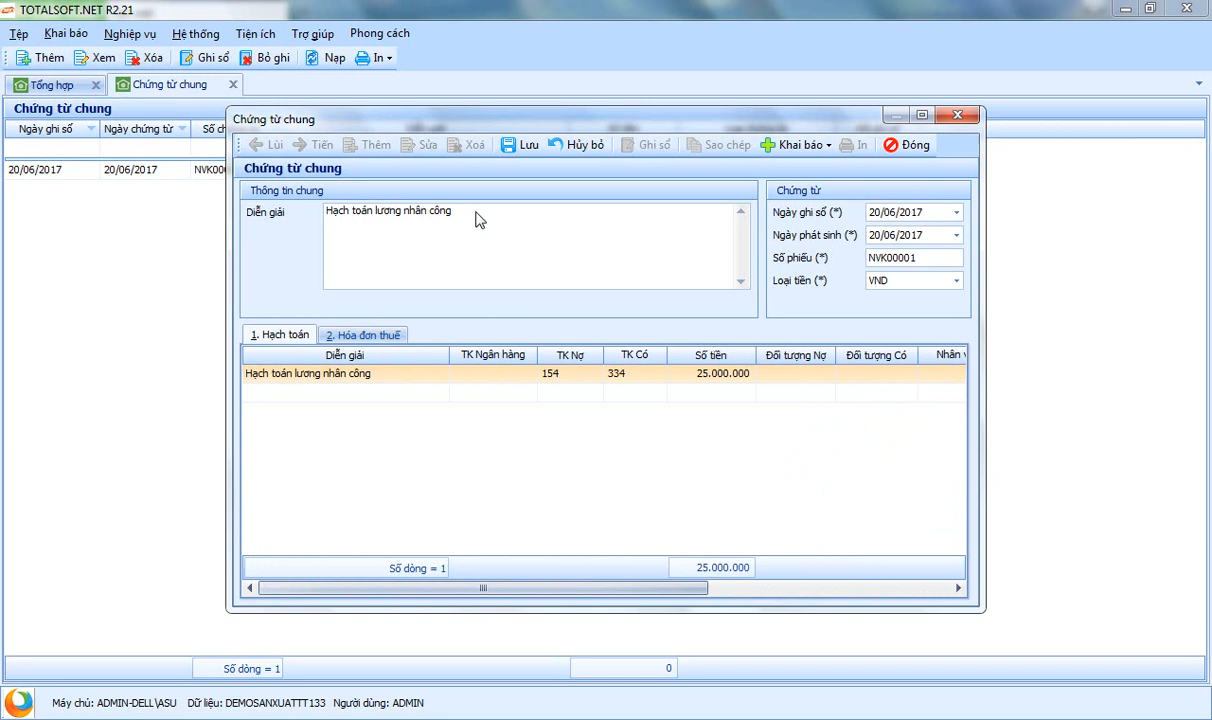 TOTALSOFT.NET R2.21
Tệp Khai báo Nghiệp vụ Hệ thống Tiện ích Trợ giúp Phong cách
Thêm Xem Xóa Ghi sổ Bỏ ghi Nạp In
Tổng hợp Chứng từ chung
Chứng từ chung
Ngày ghi sổ Ngày chứng từ
20/06/2017 20/06/2017
Chứng từ chung
Lùi Tiến Thêm Sửa Xoá Lưu Hủy bỏ Ghi sổ Sao chép Khai báo In Đóng
Chứng từ chung
Thông tin chung
Diễn giải Hạch toán lương nhân công
Chứng từ
Ngày ghi sổ (*) 20/06/2017
Ngày phát sinh (*) 20/06/2017
Số phiếu (*) NVK00001
Loại tiền (*) VND
1. Hạch toán 2. Hóa đơn thuế
Diễn giải TK Ngân hàng TK Nợ TK Có Số tiền Đối tượng Nợ Đối tượng Có Nhân v
Hạch toán lương nhân công 154 334 25.000.000
Số dòng = 1 25.000.000
Số dòng = 1 0
Máy chủ: ADMIN-DELL\ASU Dữ liệu: DEMOSANXUATTT133 Người dùng: ADMIN